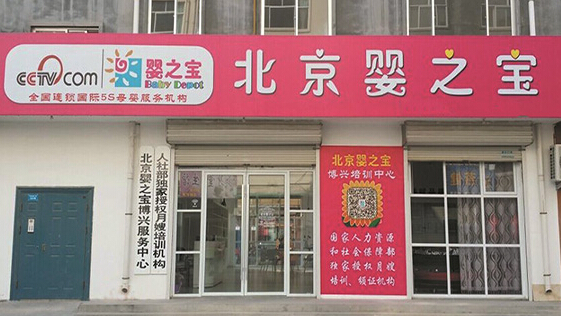 CCTV.com
婴之宝
Baby Depot
全国连锁国际5S母婴服务机构
北京婴之宝
人社部独家授权月嫂培训机构
北京婴之宝博兴服务中心
北京婴之宝
博兴培训中心
国家人力资源
和社会保障部
独家授权月嫂
培训、颁证机构